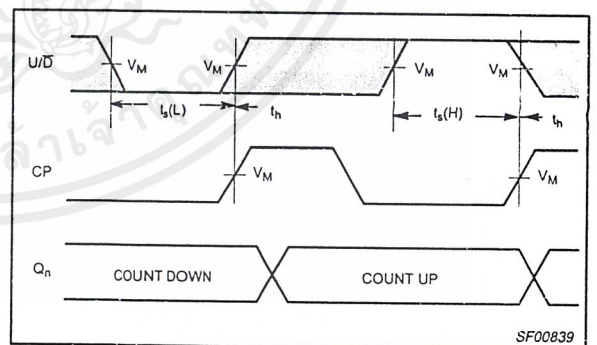 U/D̅
V_M V_M V_M V_M
t_s(L) t_h t_s(H) t_h
CP
V_M V_M
Q_n
COUNT DOWN COUNT UP
SF00839